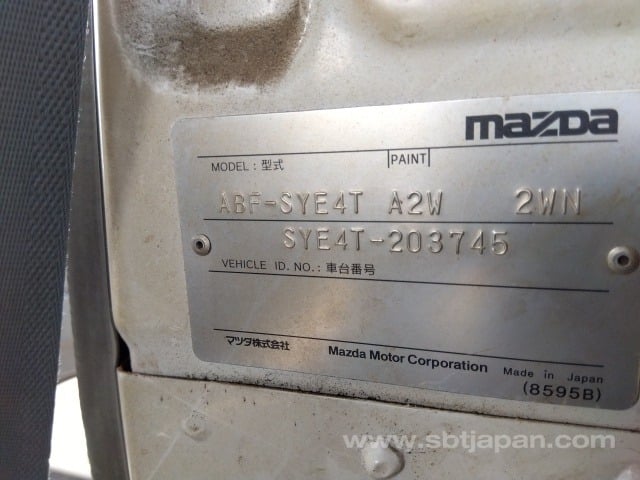 mazda
MODEL : 型式 PAINT
ABF-SYE4T A2W 2WN
SYE4T-203745
VEHICLE ID. NO. : 車台番号
マツダ株式会社 Mazda Motor Corporation Made in Japan
(8595B)
www.sbtjapan.com